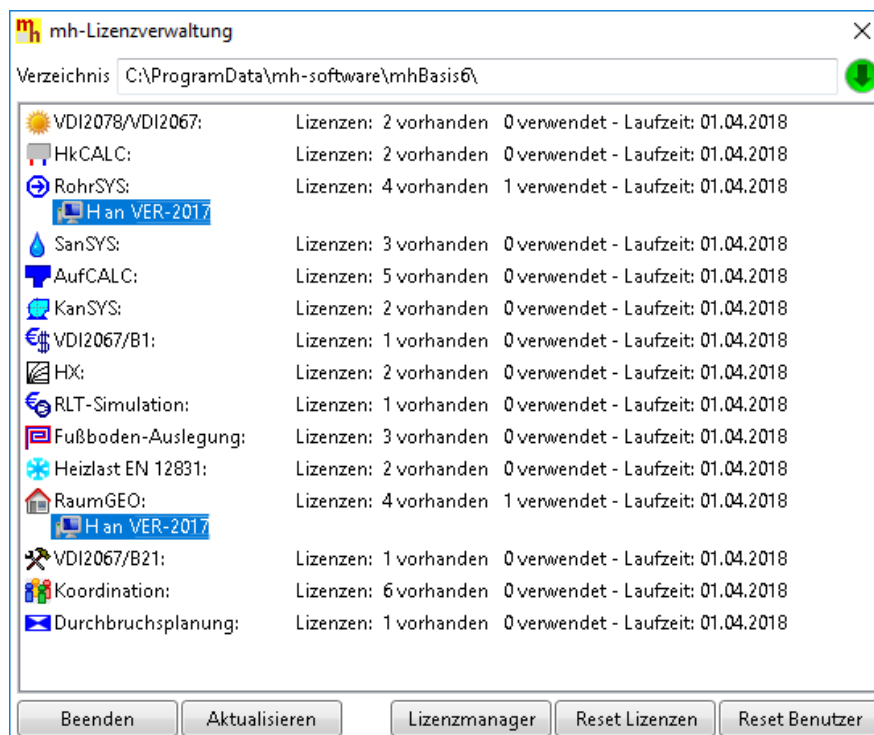 mh mh-Lizenzverwaltung
Verzeichnis C:\ProgramData\mh-software\mhBasis6\
VDI2078/VDI2067: Lizenzen: 2 vorhanden 0 verwendet - Laufzeit: 01.04.2018
HkCALC: Lizenzen: 2 vorhanden 0 verwendet - Laufzeit: 01.04.2018
RohrSYS: Lizenzen: 4 vorhanden 1 verwendet - Laufzeit: 01.04.2018
H an VER-2017
SanSYS: Lizenzen: 3 vorhanden 0 verwendet - Laufzeit: 01.04.2018
AufCALC: Lizenzen: 5 vorhanden 0 verwendet - Laufzeit: 01.04.2018
KanSYS: Lizenzen: 2 vorhanden 0 verwendet - Laufzeit: 01.04.2018
€$ VDI2067/B1: Lizenzen: 1 vorhanden 0 verwendet - Laufzeit: 01.04.2018
HX: Lizenzen: 2 vorhanden 0 verwendet - Laufzeit: 01.04.2018
RLT-Simulation: Lizenzen: 1 vorhanden 0 verwendet - Laufzeit: 01.04.2018
Fußboden-Auslegung: Lizenzen: 3 vorhanden 0 verwendet - Laufzeit: 01.04.2018
Heizlast EN 12831: Lizenzen: 2 vorhanden 0 verwendet - Laufzeit: 01.04.2018
RaumGEO: Lizenzen: 4 vorhanden 1 verwendet - Laufzeit: 01.04.2018
H an VER-2017
VDI2067/B21: Lizenzen: 1 vorhanden 0 verwendet - Laufzeit: 01.04.2018
Koordination: Lizenzen: 6 vorhanden 0 verwendet - Laufzeit: 01.04.2018
Durchbruchsplanung: Lizenzen: 1 vorhanden 0 verwendet - Laufzeit: 01.04.2018
Beenden Aktualisieren Lizenzmanager Reset Lizenzen Reset Benutzer